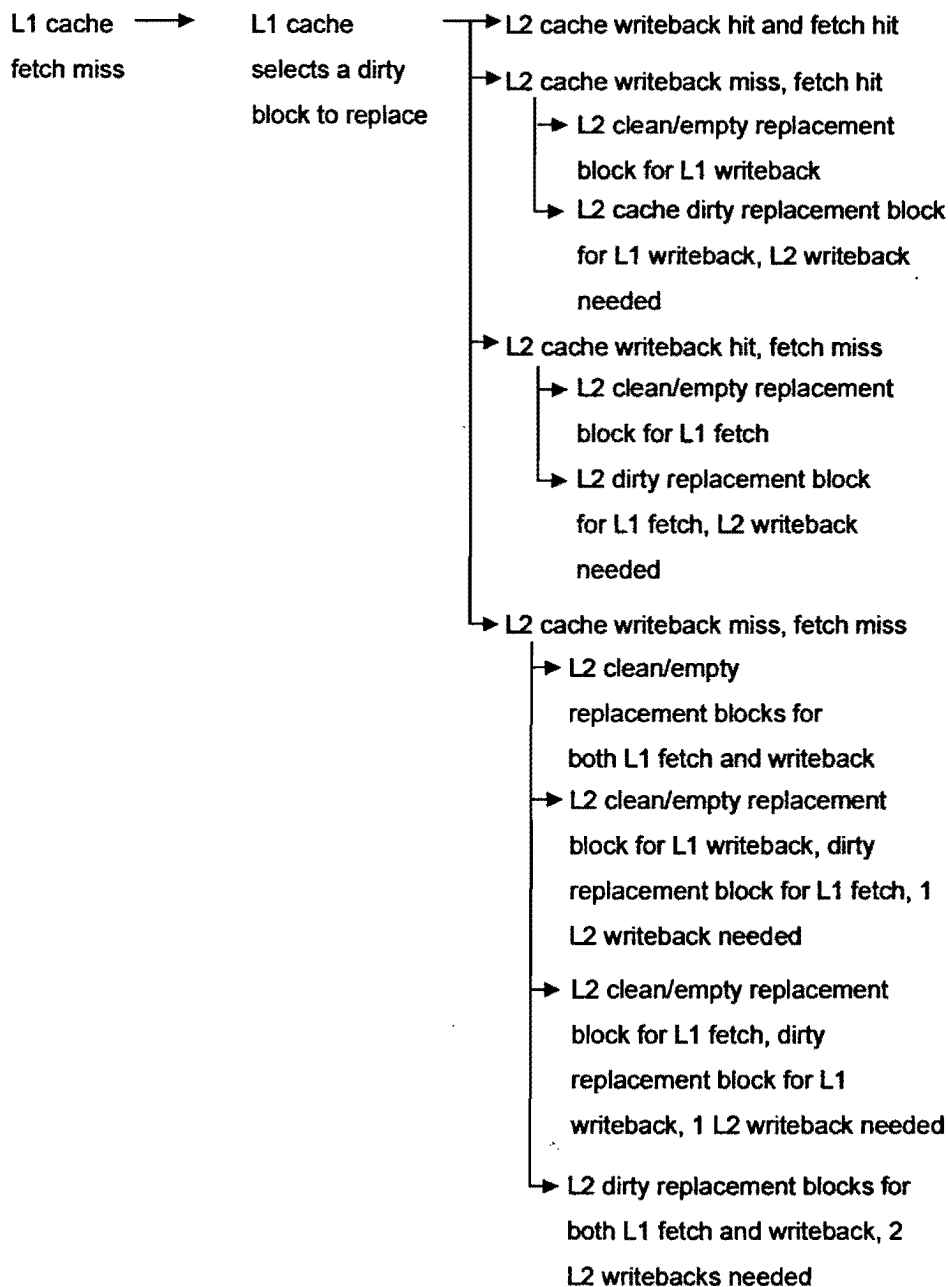 L1 cache
fetch miss
L1 cache
selects a dirty
block to replace
L2 cache writeback hit and fetch hit
L2 cache writeback miss, fetch hit
L2 clean/empty replacement
block for L1 writeback
L2 cache dirty replacement block
for L1 writeback, L2 writeback
needed
L2 cache writeback hit, fetch miss
L2 clean/empty replacement
block for L1 fetch
L2 dirty replacement block
for L1 fetch, L2 writeback
needed
L2 cache writeback miss, fetch miss
L2 clean/empty
replacement blocks for
both L1 fetch and writeback
L2 clean/empty replacement
block for L1 writeback, dirty
replacement block for L1 fetch, 1
L2 writeback needed
L2 clean/empty replacement
block for L1 fetch, dirty
replacement block for L1
writeback, 1 L2 writeback needed
L2 dirty replacement blocks for
both L1 fetch and writeback, 2
L2 writebacks needed